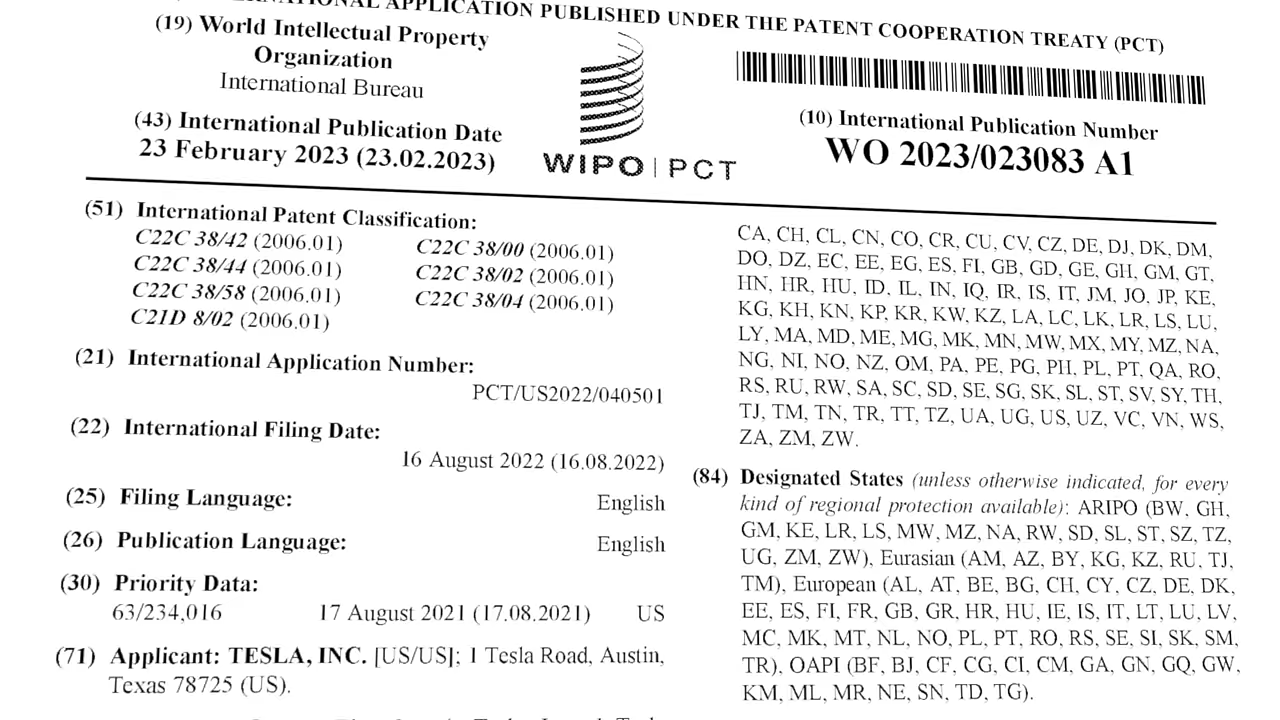 APPLICATION PUBLISHED UNDER THE PATENT COOPERATION TREATY (PCT)
(19) World Intellectual Property
Organization
International Bureau
(43) International Publication Date
23 February 2023 (23.02.2023)
WIPO | PCT
(10) International Publication Number
WO 2023/023083 A1
(51) International Patent Classification:
C22C 38/42 (2006.01) C22C 38/00 (2006.01)
C22C 38/44 (2006.01) C22C 38/02 (2006.01)
C22C 38/58 (2006.01) C22C 38/04 (2006.01)
C21D 8/02 (2006.01)
(21) International Application Number:
PCT/US2022/040501
(22) International Filing Date:
16 August 2022 (16.08.2022)
(25) Filing Language: English
(26) Publication Language: English
(30) Priority Data:
63/234,016 17 August 2021 (17.08.2021) US
(71) Applicant: TESLA, INC. [US/US]; 1 Tesla Road, Austin,
Texas 78725 (US).
CA, CH, CL, CN, CO, CR, CU, CV, CZ, DE, DJ, DK, DM,
DO, DZ, EC, EE, EG, ES, FI, GB, GD, GE, GH, GM, GT,
HN, HR, HU, ID, IL, IN, IQ, IR, IS, IT, JM, JO, JP, KE,
KG, KH, KN, KP, KR, KW, KZ, LA, LC, LK, LR, LS, LU,
LY, MA, MD, ME, MG, MK, MN, MW, MX, MY, MZ, NA,
NG, NI, NO, NZ, OM, PA, PE, PG, PH, PL, PT, QA, RO,
RS, RU, RW, SA, SC, SD, SE, SG, SK, SL, ST, SV, SY, TH,
TJ, TM, TN, TR, TT, TZ, UA, UG, US, UZ, VC, VN, WS,
ZA, ZM, ZW.
(84) Designated States (unless otherwise indicated, for every
kind of regional protection available): ARIPO (BW, GH,
GM, KE, LR, LS, MW, MZ, NA, RW, SD, SL, ST, SZ, TZ,
UG, ZM, ZW), Eurasian (AM, AZ, BY, KG, KZ, RU, TJ,
TM), European (AL, AT, BE, BG, CH, CY, CZ, DE, DK,
EE, ES, FI, FR, GB, GR, HR, HU, IE, IS, IT, LT, LU, LV,
MC, MK, MT, NL, NO, PL, PT, RO, RS, SE, SI, SK, SM,
TR), OAPI (BF, BJ, CF, CG, CI, CM, GA, GN, GQ, GW,
KM, ML, MR, NE, SN, TD, TG).